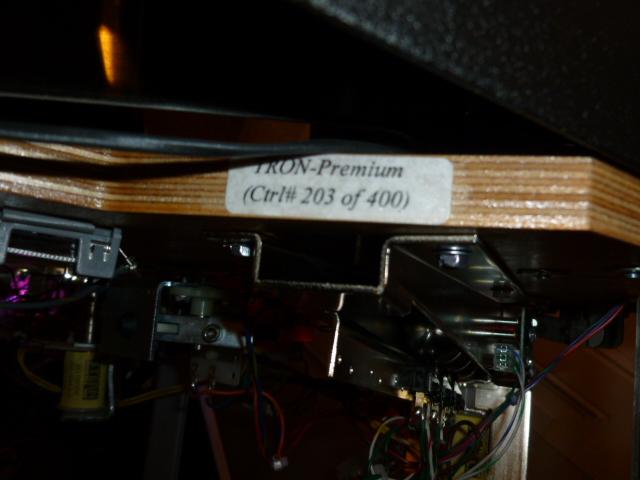 TRON-Premium
(Ctrl# 203 of 400)